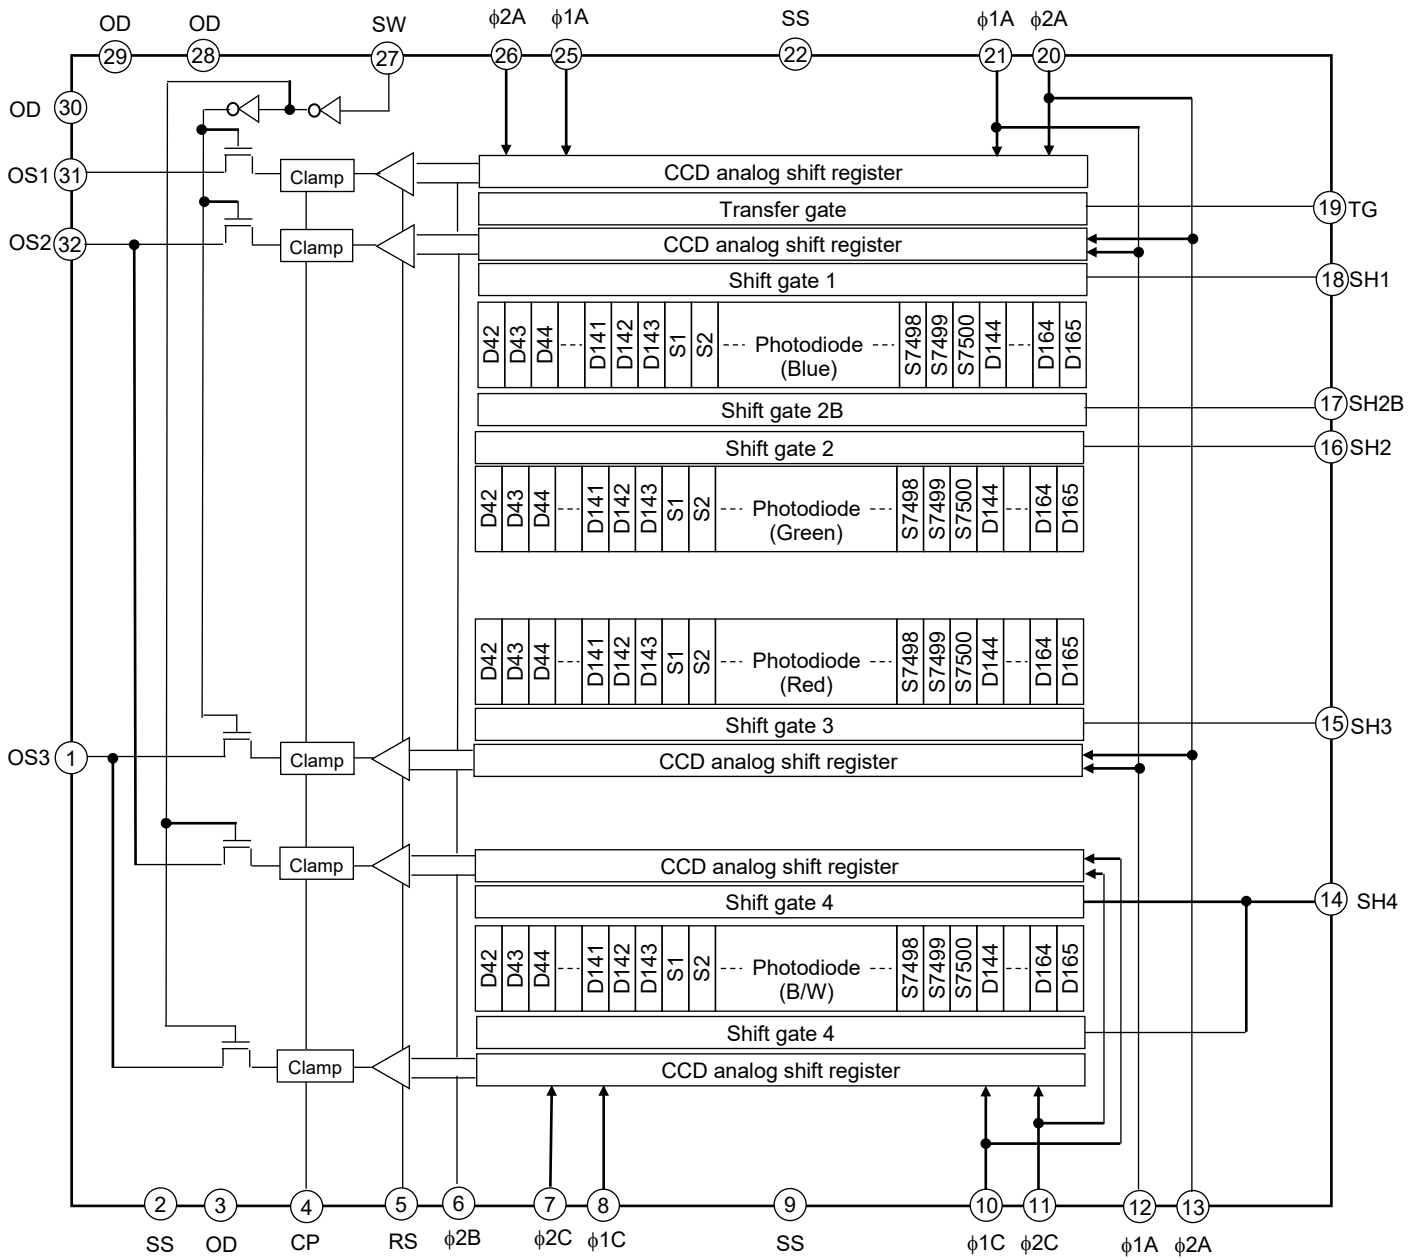 OD OD SW ϕ2A ϕ1A SS ϕ1A ϕ2A
29 28 27 26 25 22 21 20
OD 30
OS1 31 Clamp CCD analog shift register
Transfer gate 19 TG
OS2 32 Clamp CCD analog shift register
Shift gate 1 18 SH1
D42 D43 D44 ---- D141 D142 D143 S1 S2 --- Photodiode --- S7498 S7499 S7500 D144 ---- D164 D165
(Blue)
Shift gate 2B 17 SH2B
Shift gate 2 16 SH2
D42 D43 D44 ---- D141 D142 D143 S1 S2 --- Photodiode --- S7498 S7499 S7500 D144 ---- D164 D165
(Green)
D42 D43 D44 ---- D141 D142 D143 S1 S2 --- Photodiode --- S7498 S7499 S7500 D144 ---- D164 D165
(Red)
Shift gate 3 15 SH3
OS3 1 Clamp CCD analog shift register
Clamp CCD analog shift register
Shift gate 4 14 SH4
D42 D43 D44 ---- D141 D142 D143 S1 S2 --- Photodiode --- S7498 S7499 S7500 D144 ---- D164 D165
(B/W)
Shift gate 4
Clamp CCD analog shift register
2 3 4 5 6 7 8 9 10 11 12 13
SS OD CP RS ϕ2B ϕ2C ϕ1C SS ϕ1C ϕ2C ϕ1A ϕ2A